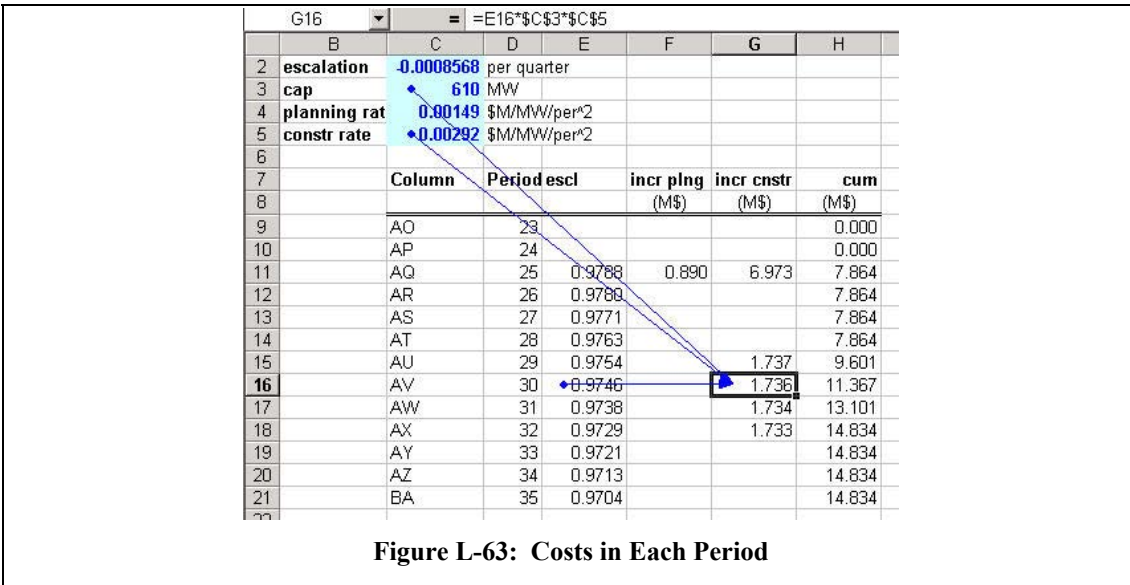 G16 = =E16*$C$3*$C$5
B C D E F G H
2 escalation -0.0008568 per quarter
3 cap 610 MW
4 planning rat 0.00149 $M/MW/per^2
5 constr rate 0.00292 $M/MW/per^2
6
7 Column Period escl incr plng incr cnstr cum
8 (M$) (M$) (M$)
9 AO 23 0.000
10 AP 24 0.000
11 AQ 25 0.9788 0.890 6.973 7.864
12 AR 26 0.9780 7.864
13 AS 27 0.9771 7.864
14 AT 28 0.9763 7.864
15 AU 29 0.9754 1.737 9.601
16 AV 30 0.9746 1.736 11.367
17 AW 31 0.9738 1.734 13.101
18 AX 32 0.9729 1.733 14.834
19 AY 33 0.9721 14.834
20 AZ 34 0.9713 14.834
21 BA 35 0.9704 14.834
Figure L-63: Costs in Each Period